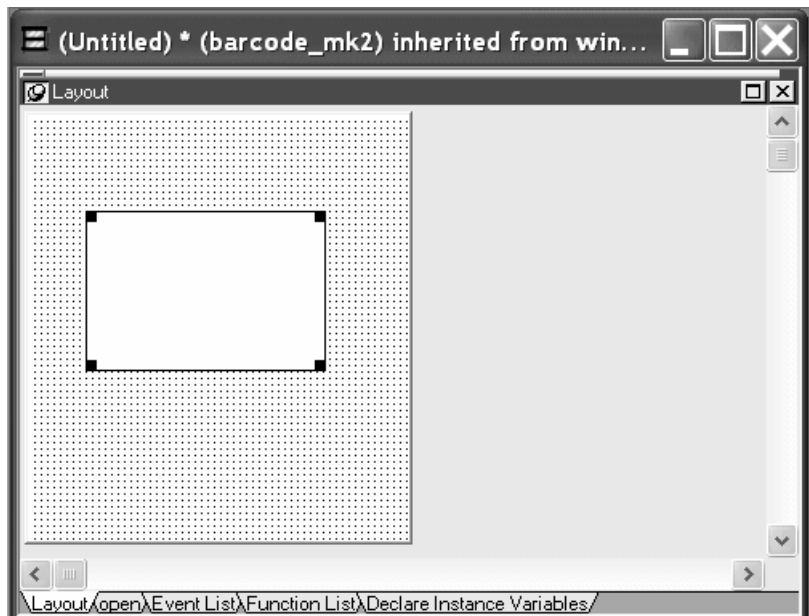 (Untitled) * (barcode_mk2) inherited from win...
Layout
Layout open Event List Function List Declare Instance Variables